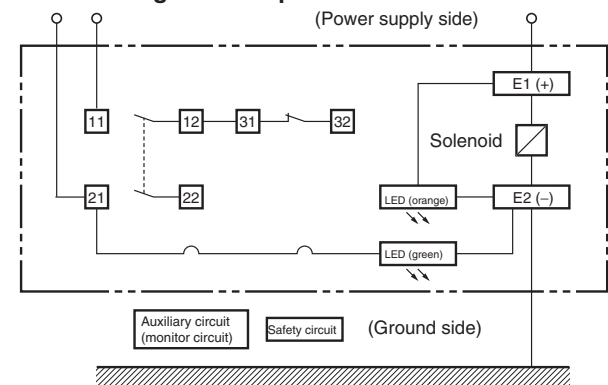 (Power supply side)
E1 (+)
11
12
31
32
Solenoid
21
22
LED (orange)
E2 (–)
LED (green)
Auxiliary circuit
(monitor circuit)
Safety circuit
(Ground side)